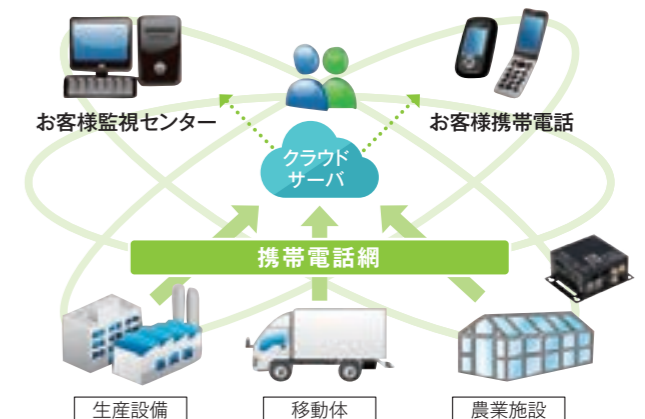 お客様監視センター
お客様携帯電話
クラウド
サーバ
携帯電話網
生産設備
移動体
農業施設